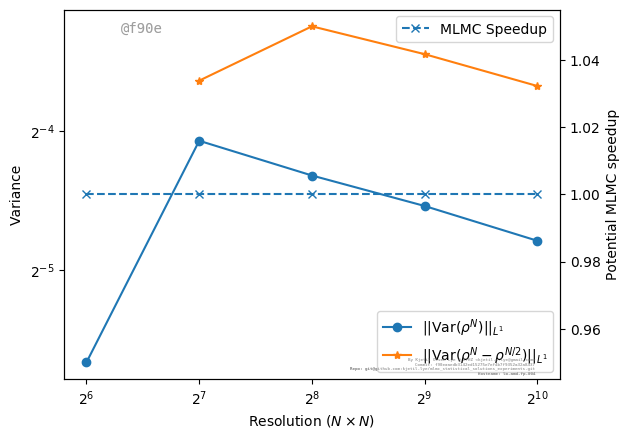 @f90e
MLMC Speedup
2^-4
2^-5
Variance
1.04
1.02
1.00
0.98
0.96
Potential MLMC speedup
||Var(ρ^N)||_{L^1}
||Var(ρ^N − ρ^{N/2})||_{L^1}
2^6 2^7 2^8 2^9 2^10
Resolution (N × N)